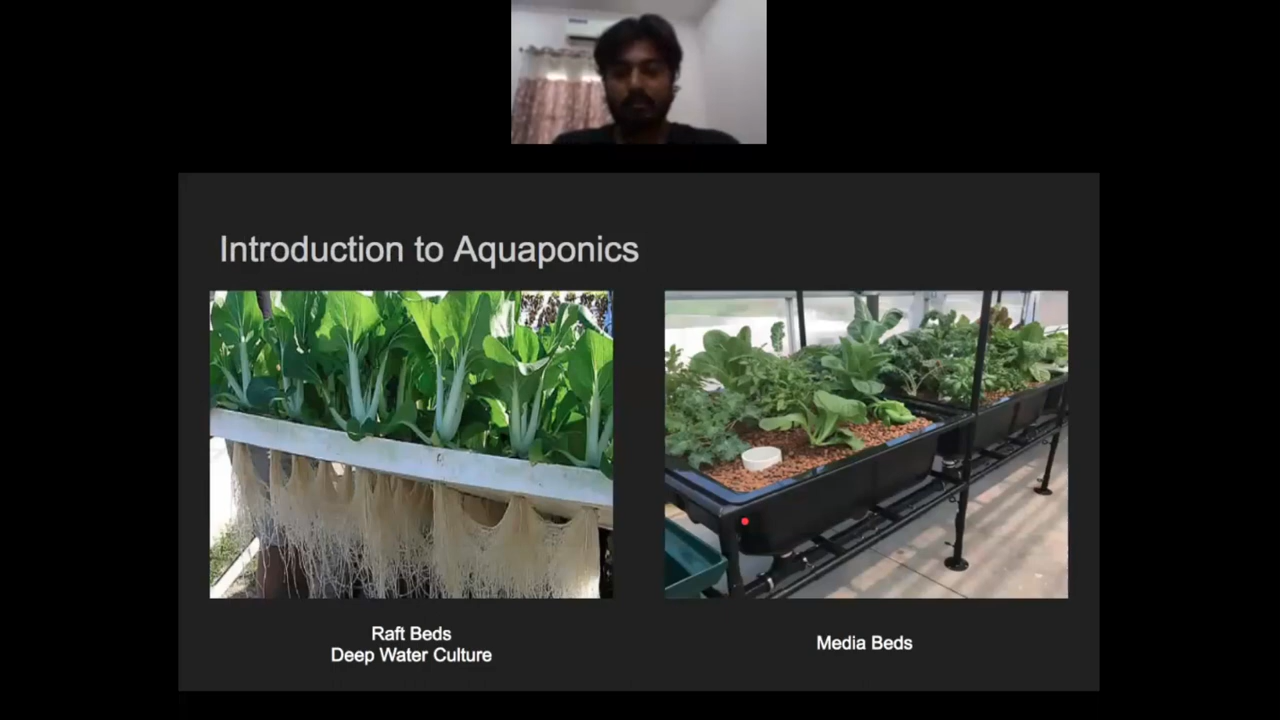 Introduction to Aquaponics
Raft Beds
Deep Water Culture
Media Beds